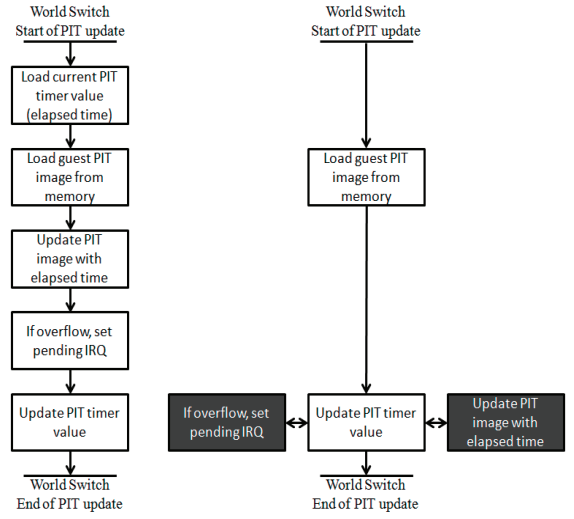 World Switch
Start of PIT update
Load current PIT
timer value
(elapsed time)
Load guest PIT
image from
memory
Update PIT
image with
elapsed time
If overflow, set
pending IRQ
Update PIT timer
value
World Switch
End of PIT update
World Switch
Start of PIT update
Load guest PIT
image from
memory
If overflow, set
pending IRQ
Update PIT timer
value
Update PIT
image with
elapsed time
World Switch
End of PIT update